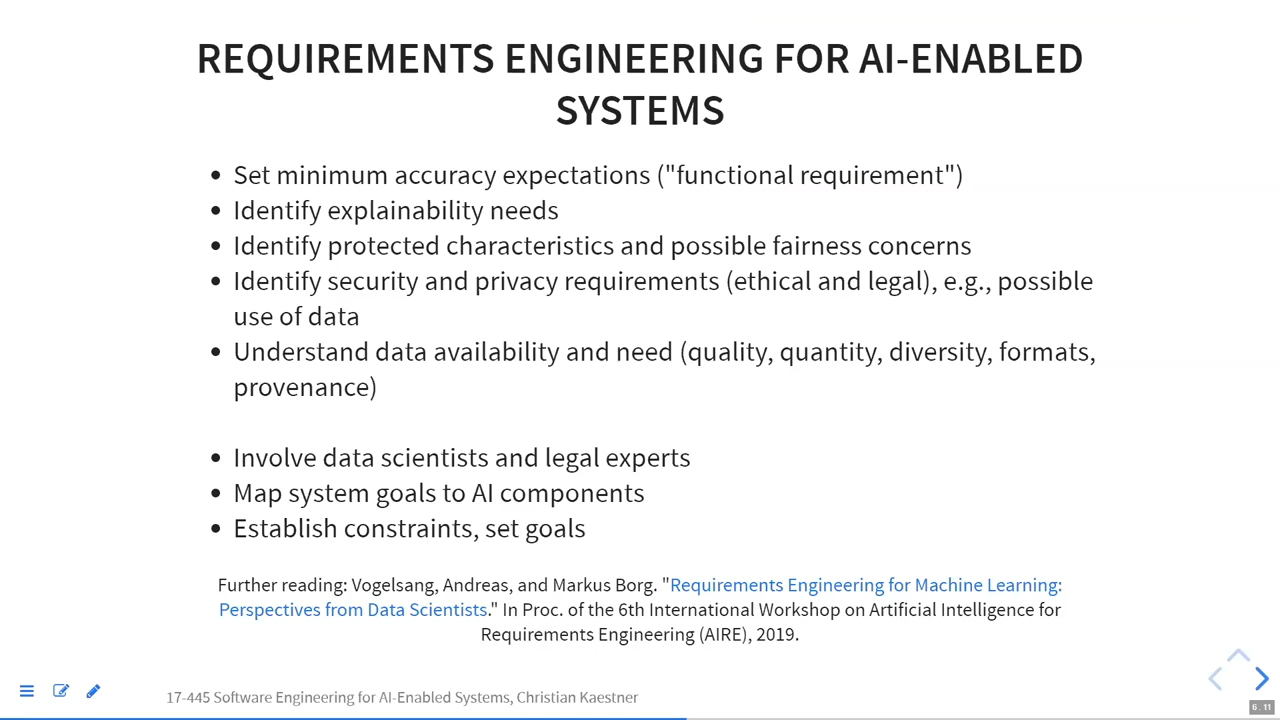 REQUIREMENTS ENGINEERING FOR AI-ENABLED
SYSTEMS
• Set minimum accuracy expectations ("functional requirement")
• Identify explainability needs
• Identify protected characteristics and possible fairness concerns
• Identify security and privacy requirements (ethical and legal), e.g., possible
use of data
• Understand data availability and need (quality, quantity, diversity, formats,
provenance)
• Involve data scientists and legal experts
• Map system goals to AI components
• Establish constraints, set goals
Further reading: Vogelsang, Andreas, and Markus Borg. "Requirements Engineering for Machine Learning:
Perspectives from Data Scientists." In Proc. of the 6th International Workshop on Artificial Intelligence for
Requirements Engineering (AIRE), 2019.
17-445 Software Engineering for AI-Enabled Systems, Christian Kaestner
6 . 11